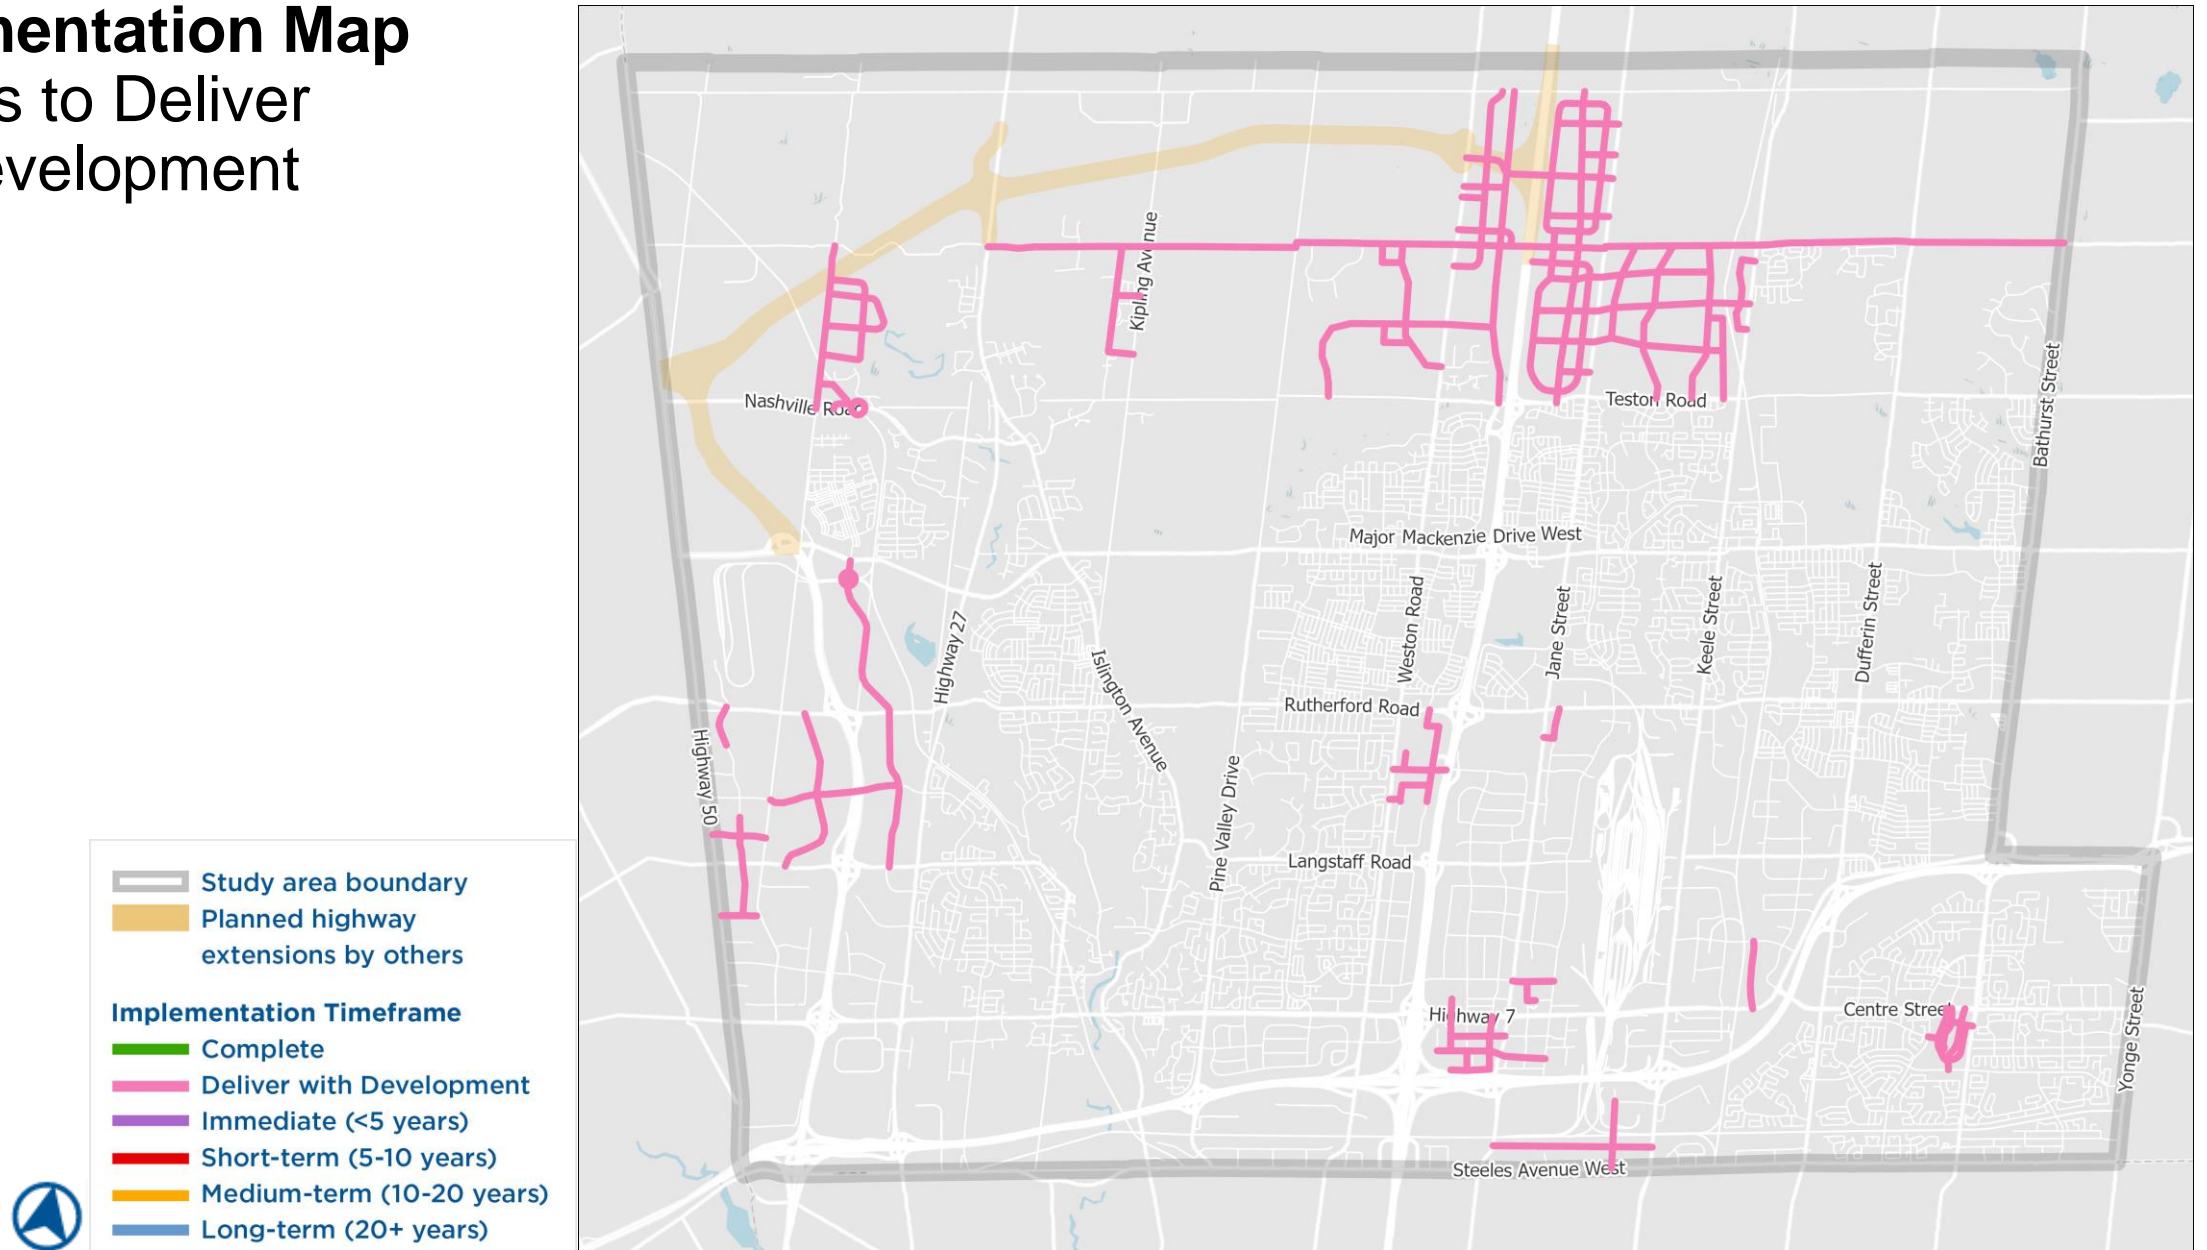 mentation Map
s to Deliver
evelopment
Kipling Avenue
Nashville Road
Teston Road
Bathurst Street
Major Mackenzie Drive West
Weston Road
Jane Street
Keele Street
Dufferin Street
Highway 27
Islington Avenue
Rutherford Road
Highway 50
Pine Valley Drive
Langstaff Road
Highway 7
Centre Street
Yonge Street
Steeles Avenue West
Study area boundary
Planned highway
extensions by others
Implementation Timeframe
Complete
Deliver with Development
Immediate (<5 years)
Short-term (5-10 years)
Medium-term (10-20 years)
Long-term (20+ years)